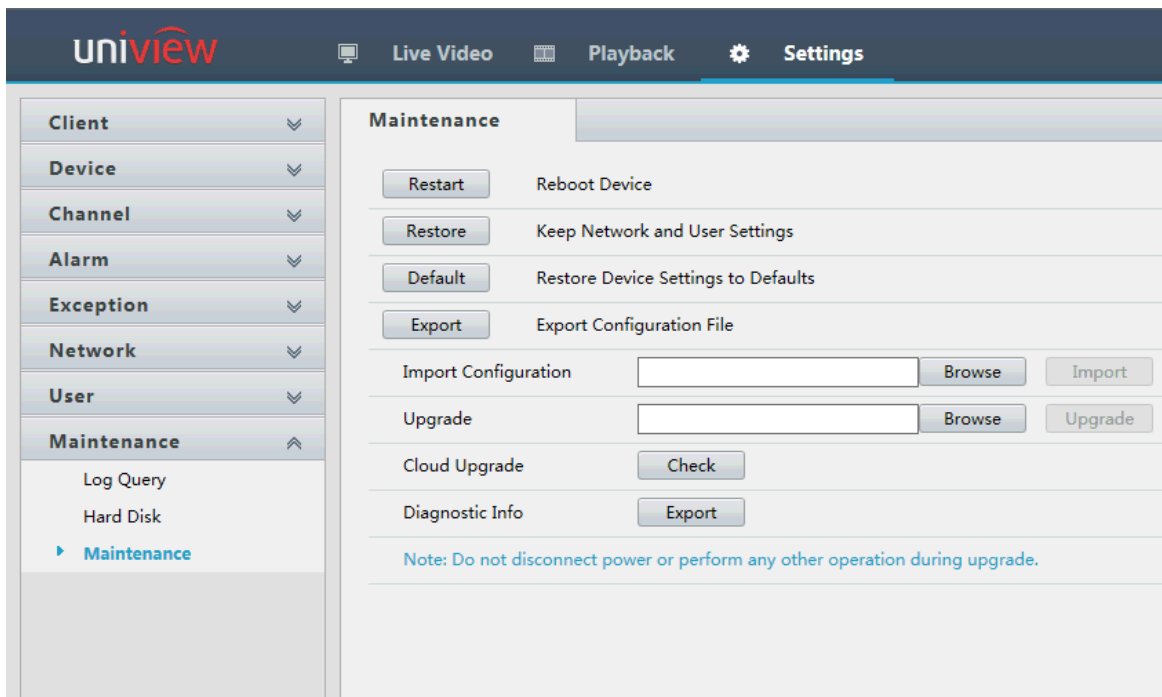 uniview
Live Video
Playback
Settings
Client
Device
Channel
Alarm
Exception
Network
User
Maintenance
Log Query
Hard Disk
Maintenance
Maintenance
Restart Reboot Device
Restore Keep Network and User Settings
Default Restore Device Settings to Defaults
Export Export Configuration File
Import Configuration Browse Import
Upgrade Browse Upgrade
Cloud Upgrade Check
Diagnostic Info Export
Note: Do not disconnect power or perform any other operation during upgrade.